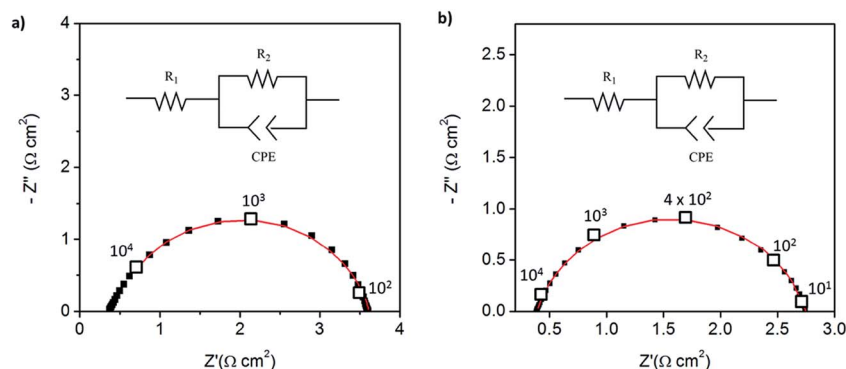 a)
R₁
R₂
CPE
10⁴
10³
10²
4
3
2
1
0
0
1
2
3
4
- Z" (Ω cm²)
Z'(Ω cm²)
b)
R₁
R₂
CPE
10⁴
10³
4 x 10²
10²
10¹
2.5
2.0
1.5
1.0
0.5
0.0
0.5
1.0
1.5
2.0
2.5
3.0
- Z" (Ω cm²)
Z'(Ω cm²)